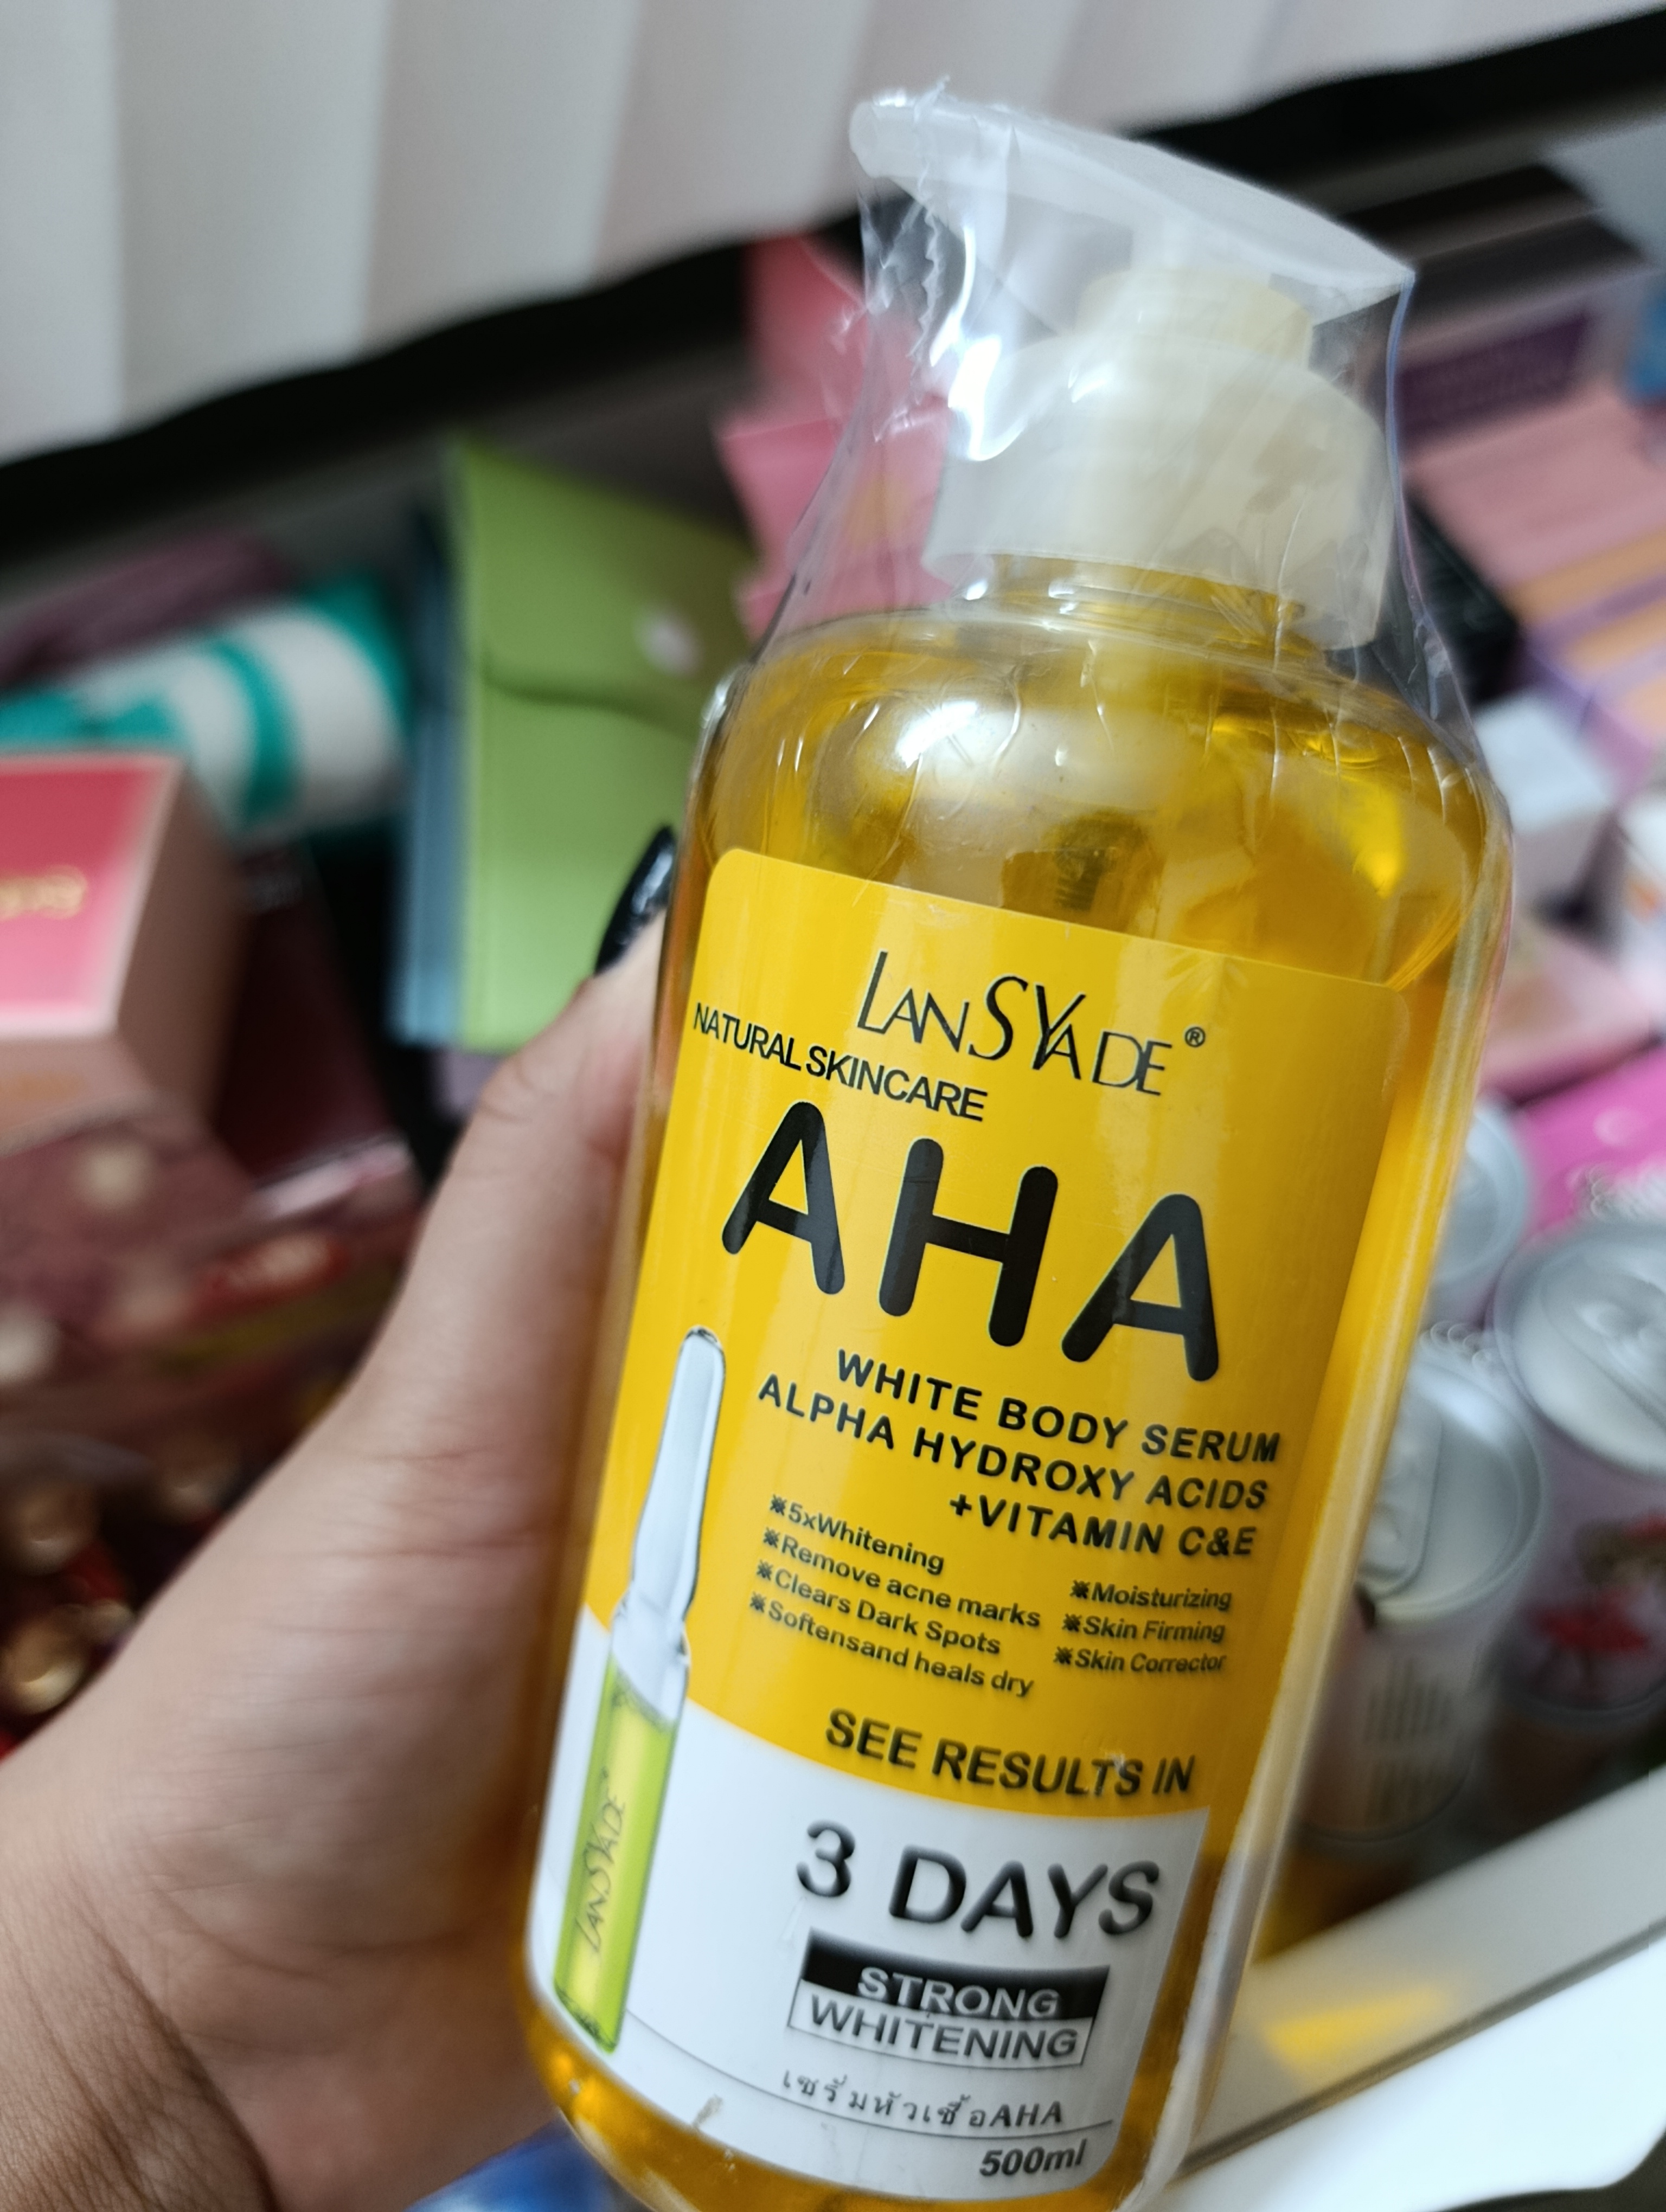 LANSYADE®
NATURAL SKINCARE
AHA
WHITE BODY SERUM
ALPHA HYDROXY ACIDS
+VITAMIN C&E
※5xWhitening
※Remove acne marks
※Clears Dark Spots
※Softensand heals dry
※Moisturizing
※Skin Firming
※Skin Corrector
SEE RESULTS IN
3 DAYS
STRONG
WHITENING
LANSYADE
เซรั่มหัวเชื้อAHA
500ml